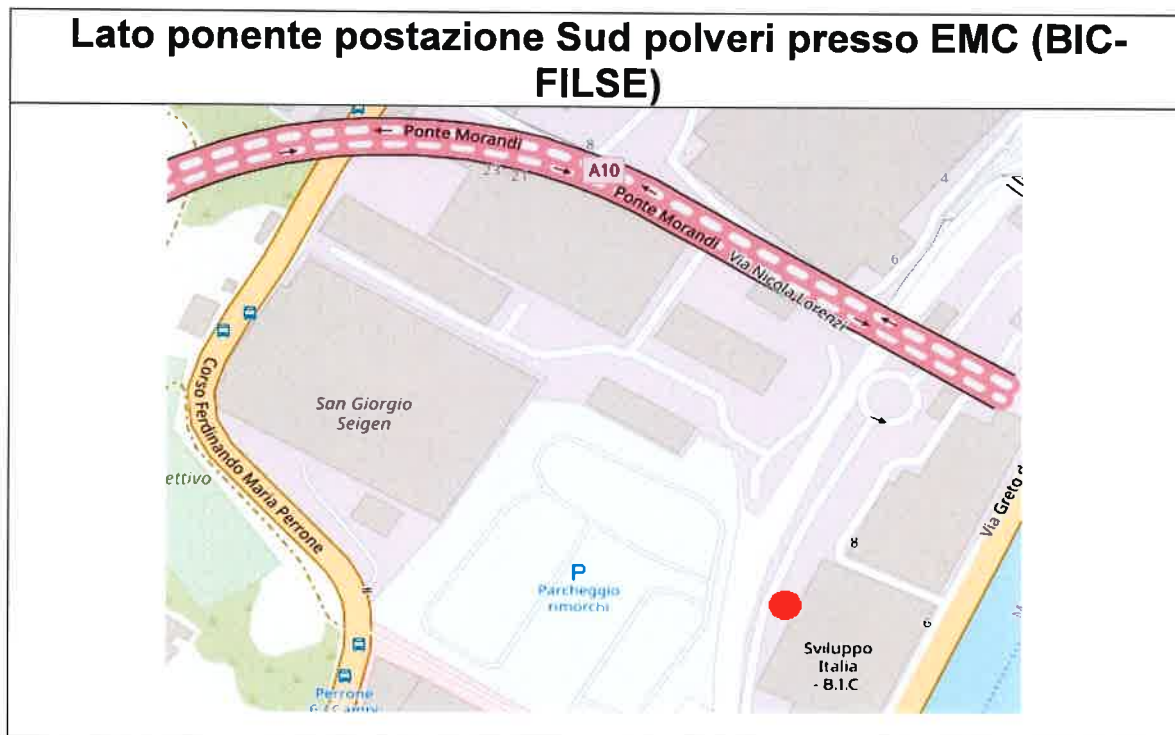 Lato ponente postazione Sud polveri presso EMC (BIC-
FILSE)
Ponte Morandi
8
23
21
A10
Ponte Morandi
4
6
Via Nicola Lorenzi
Corso Ferdinando Maria Perrone
San Giorgio
Seigen
ettivo
Via Greto d
8
P
Parcheggio
rimorchi
Sviluppo
Italia
- B.I.C
M
Perrone